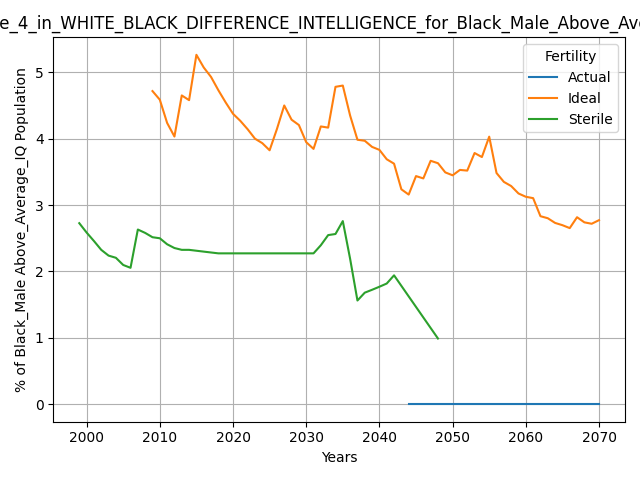 e_4_in_WHITE_BLACK_DIFFERENCE_INTELLIGENCE_for_Black_Male_Above_Ave
Fertility
Actual
Ideal
Sterile
% of Black_Male Above_Average_IQ Population
5
4
3
2
1
0
2000 2010 2020 2030 2040 2050 2060 2070
Years